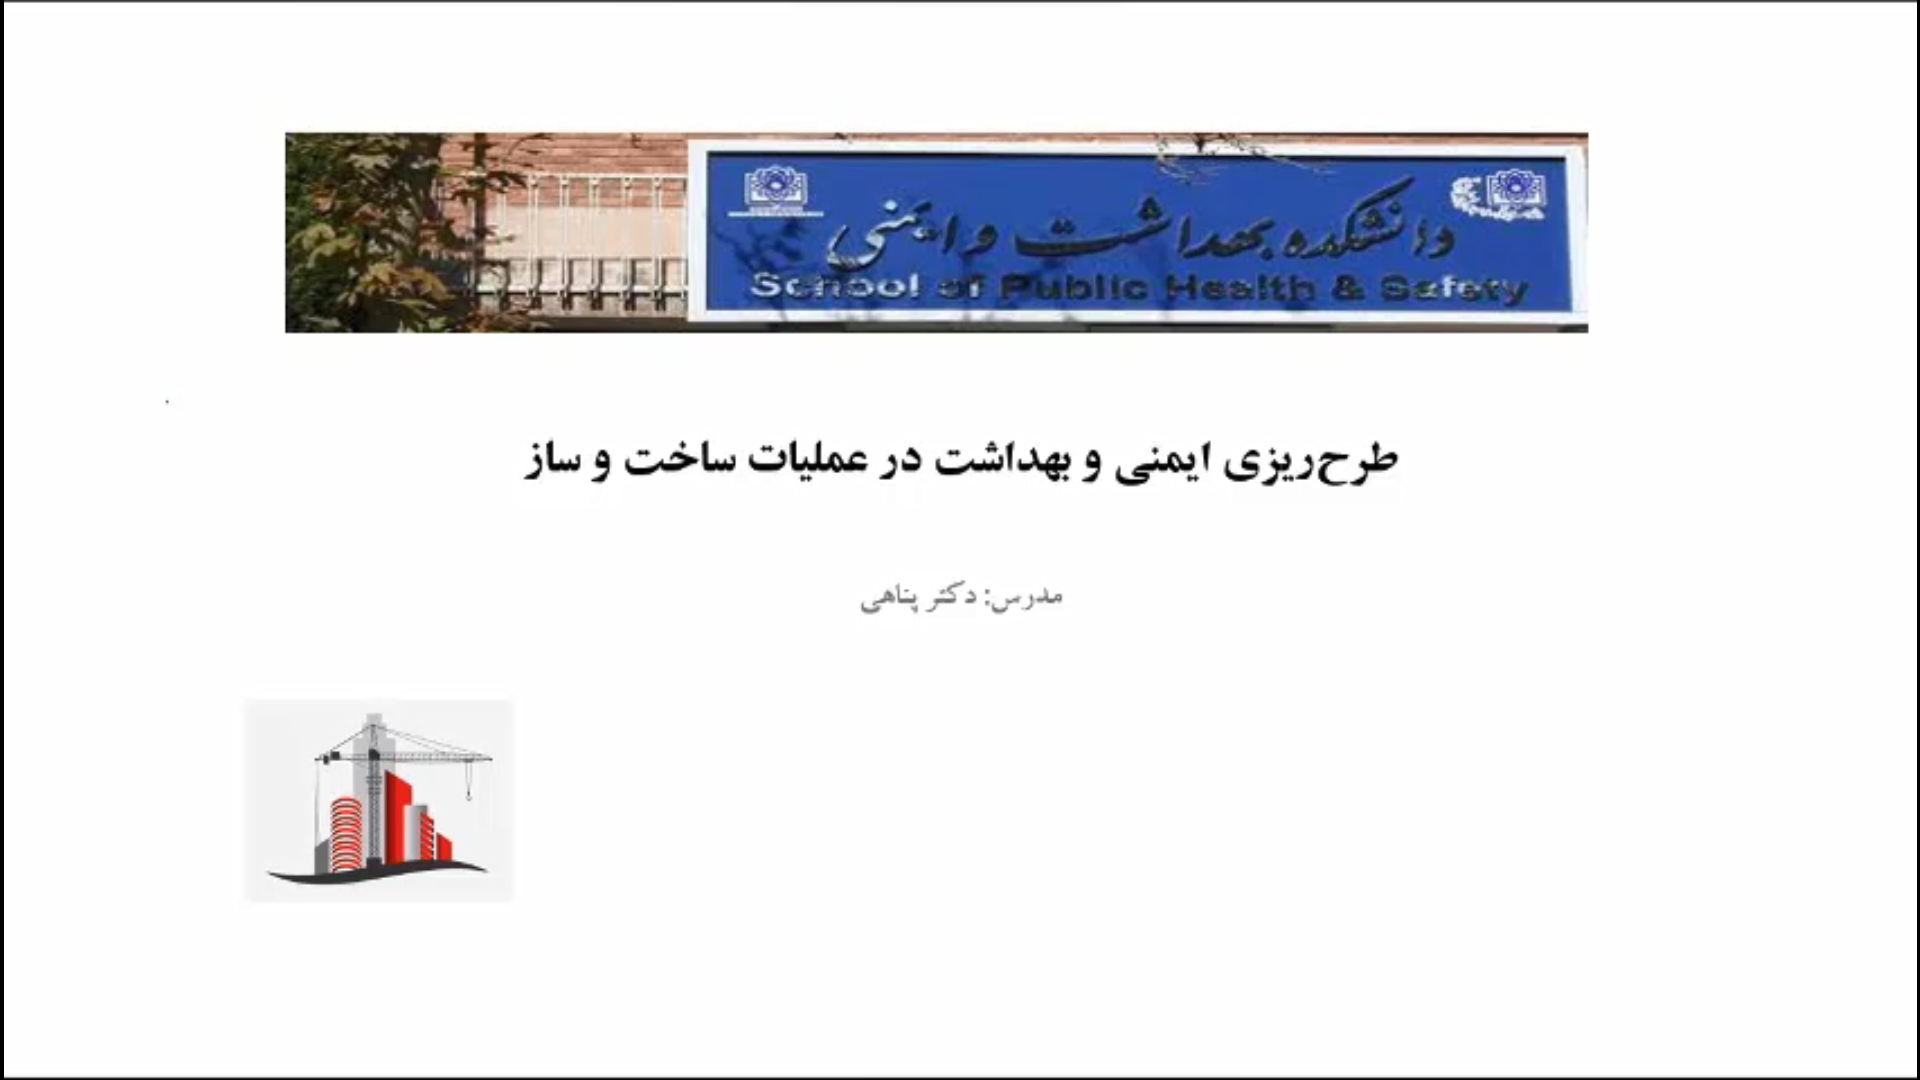 دانشکده بهداشت و ایمنی
School of Public Health & Safety
طرح‌ریزی ایمنی و بهداشت در عملیات ساخت و ساز
مدرس: دکتر پناهی